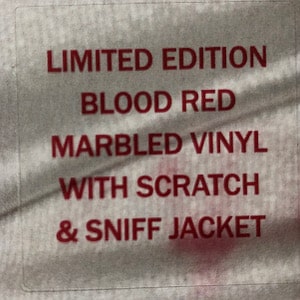 LIMITED EDITION
BLOOD RED
MARBLED VINYL
WITH SCRATCH
& SNIFF JACKET